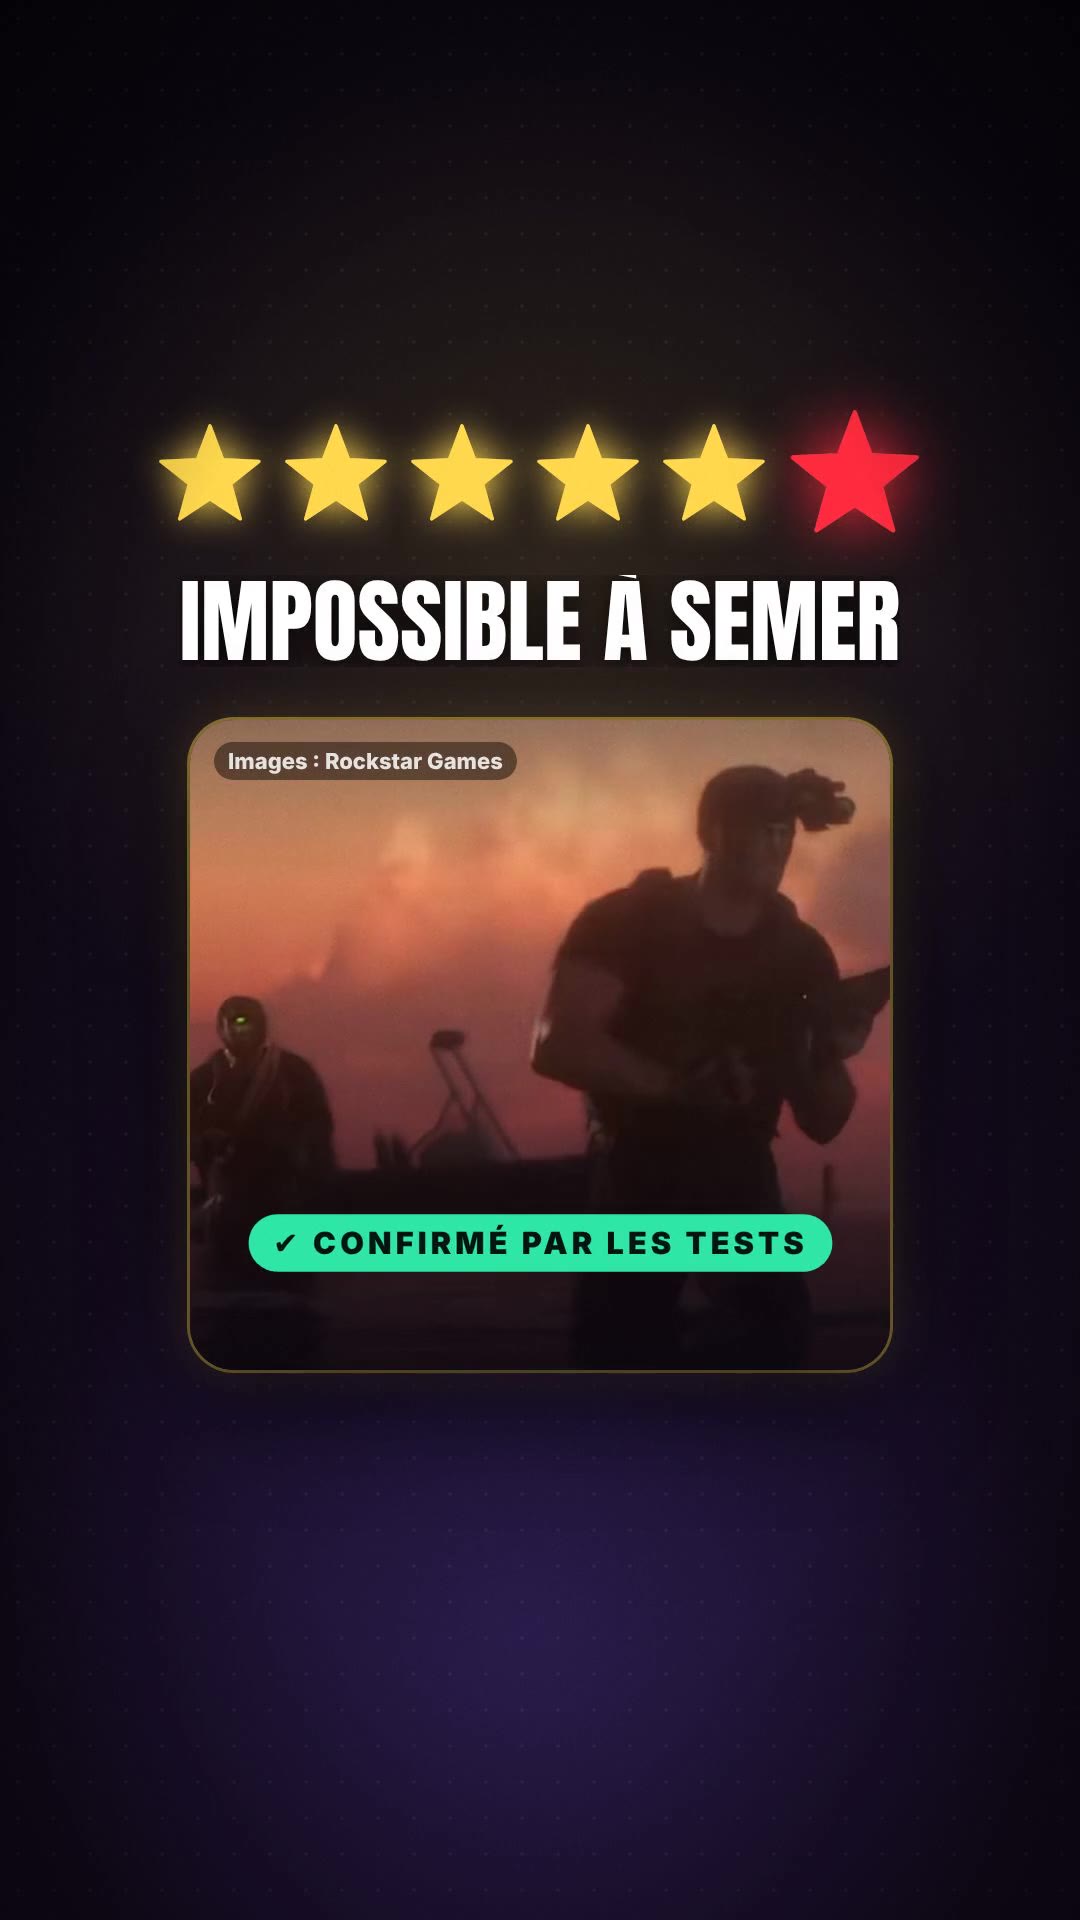 IMPOSSIBLE À SEMER
Images : Rockstar Games
✔ CONFIRMÉ PAR LES TESTS